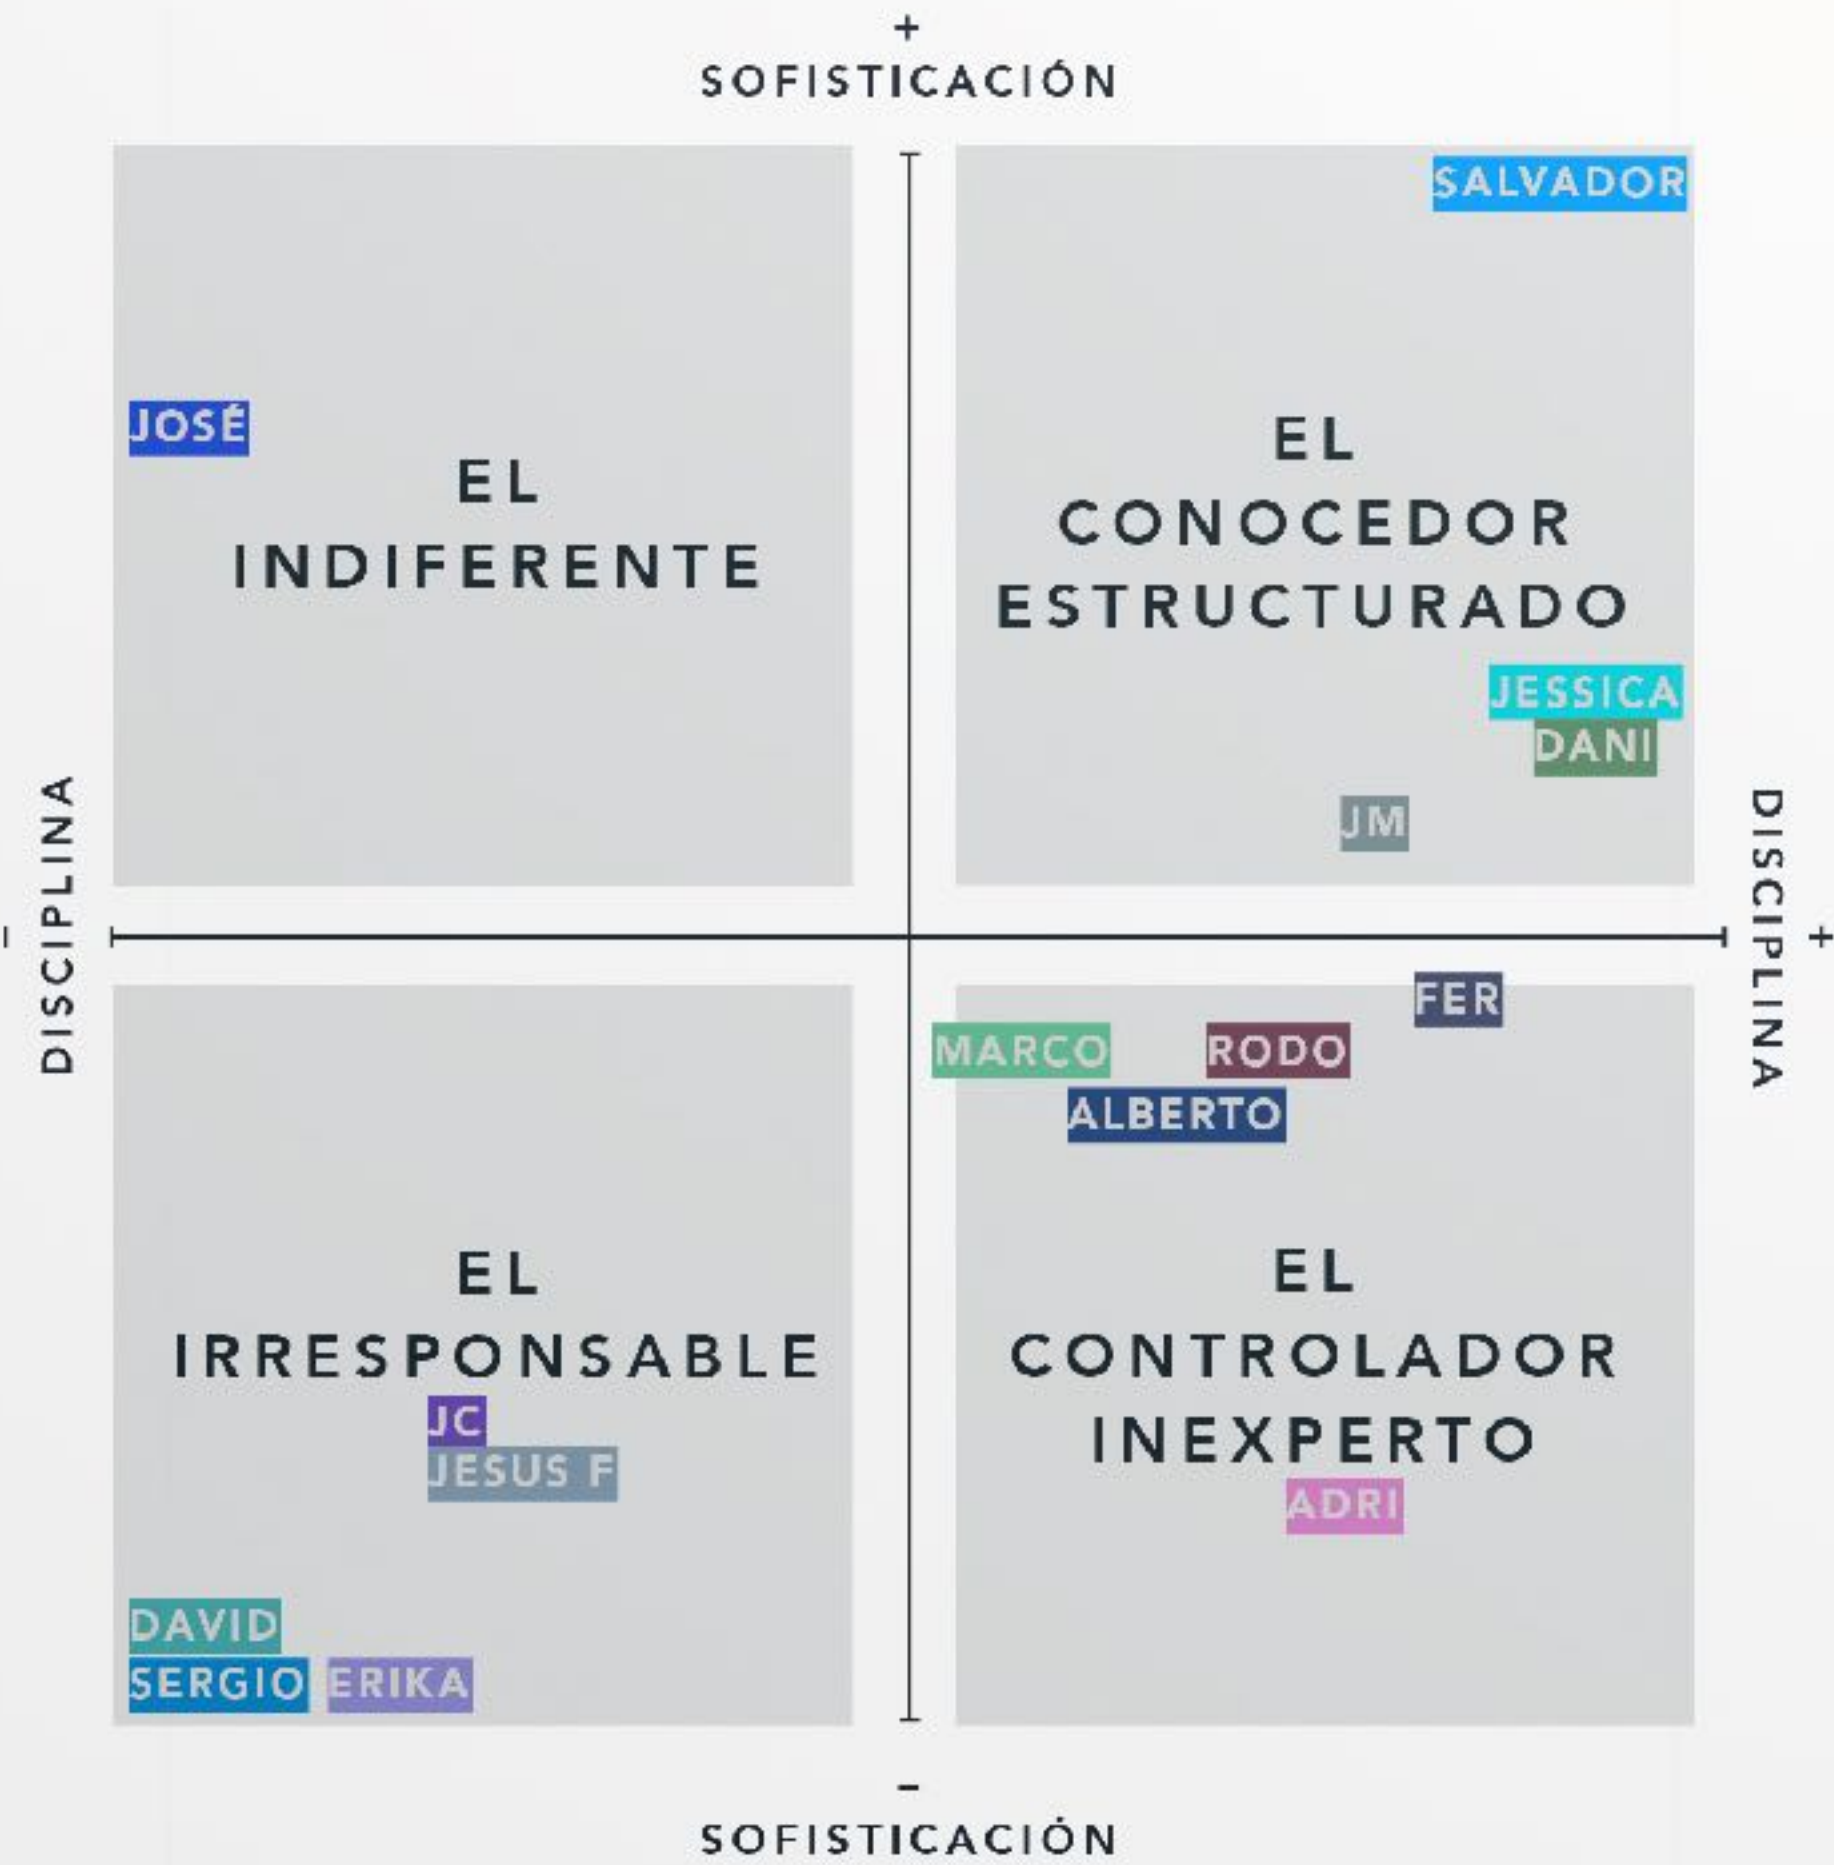 +
SOFISTICACIÓN
SALVADOR
JOSÉ
EL
INDIFERENTE
EL
CONOCEDOR
ESTRUCTURADO
JESSICA
DANI
JM
- DISCIPLINA
DISCIPLINA +
FER
MARCO
RODO
ALBERTO
EL
IRRESPONSABLE
JC
JESUS F
EL
CONTROLADOR
INEXPERTO
ADRI
DAVID
SERGIO
ERIKA
-
SOFISTICACIÓN